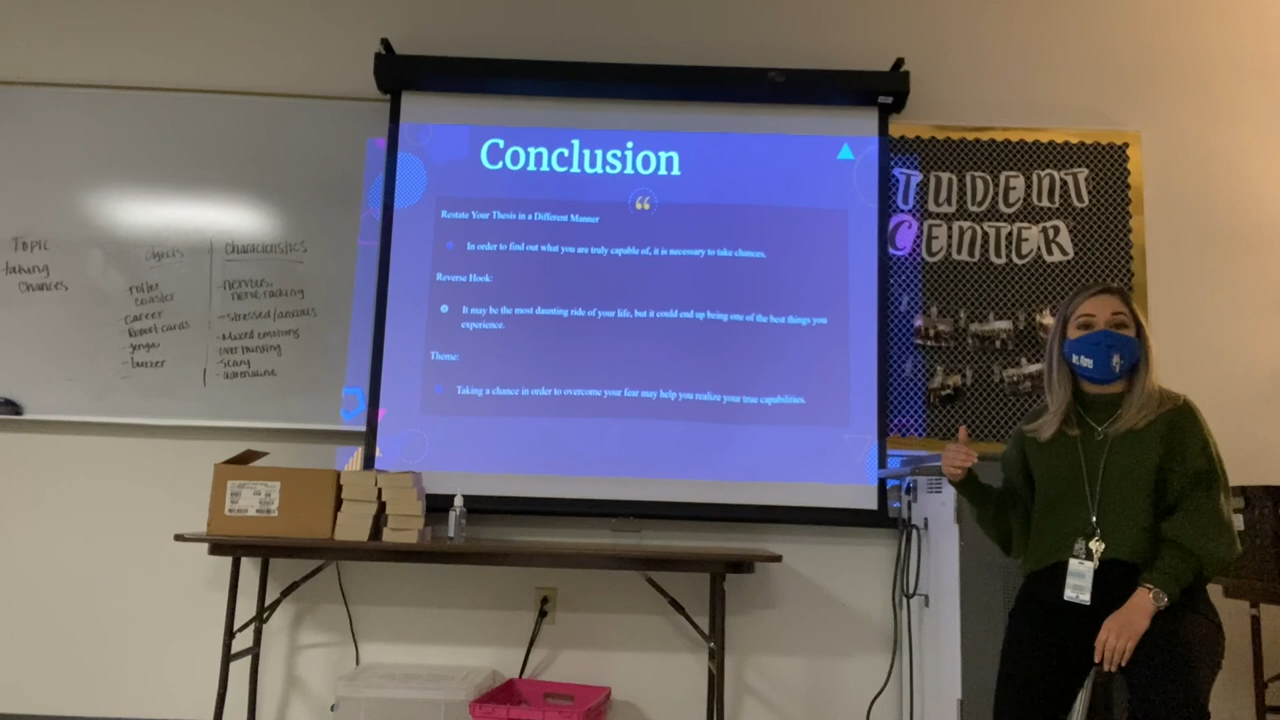 Topic:
taking
Chances
Objects
roller
coaster
career
Report cards
jenga
buzzer
Characteristics
-nervous,
nerve racking
-stressed/anxious
-Mixed emotions
-overthinking
-scary
-adrenaline
Conclusion
“
Restate Your Thesis in a Different Manner
In order to find out what you are truly capable of, it is necessary to take chances.
Reverse Hook:
It may be the most daunting ride of your life, but it could end up being one of the best things you
experience.
Theme:
Taking a chance in order to overcome your fear may help you realize your true capabilities.
TUDENT
CENTER